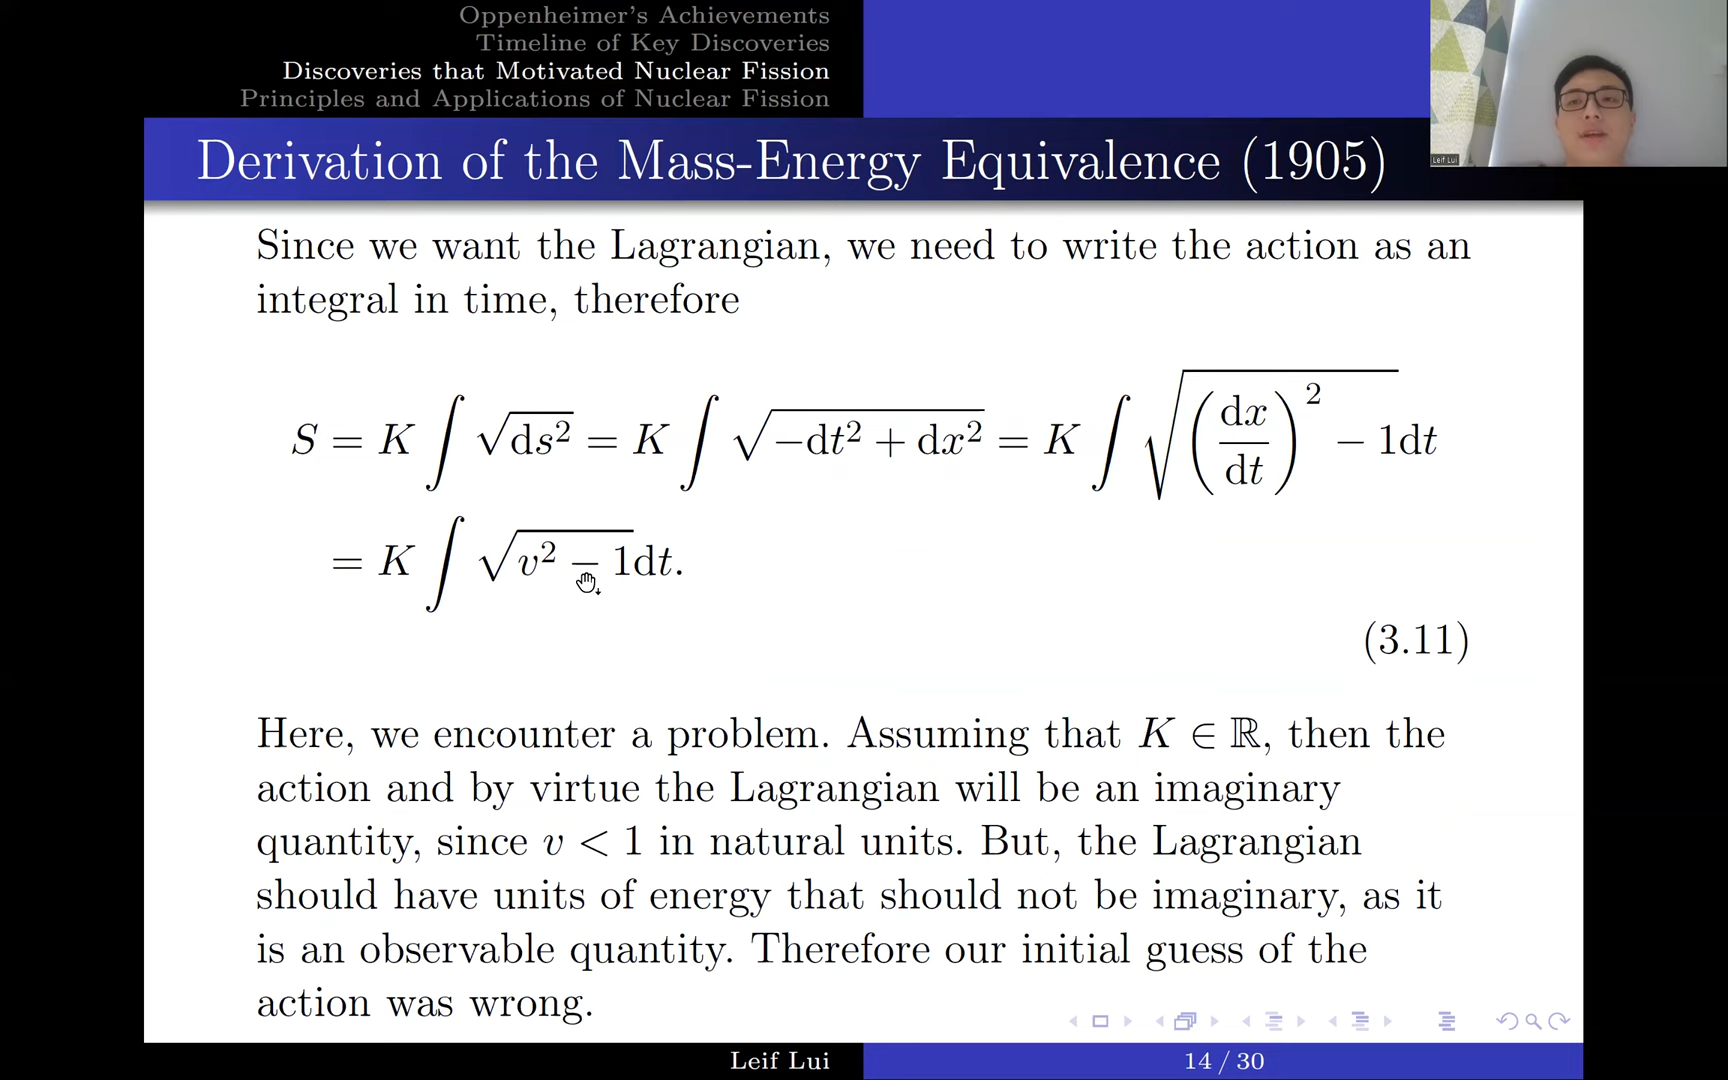 Oppenheimer's Achievements
Timeline of Key Discoveries
Discoveries that Motivated Nuclear Fission
Principles and Applications of Nuclear Fission
Leif Lui
Derivation of the Mass-Energy Equivalence (1905)
Since we want the Lagrangian, we need to write the action as an
integral in time, therefore
S = K ∫ √ds² = K ∫ √−dt² + dx² = K ∫ √(dx/dt)² − 1dt
= K ∫ √v² − 1dt.
(3.11)
Here, we encounter a problem. Assuming that K ∈ ℝ, then the
action and by virtue the Lagrangian will be an imaginary
quantity, since v < 1 in natural units. But, the Lagrangian
should have units of energy that should not be imaginary, as it
is an observable quantity. Therefore our initial guess of the
action was wrong.
Leif Lui
14 / 30